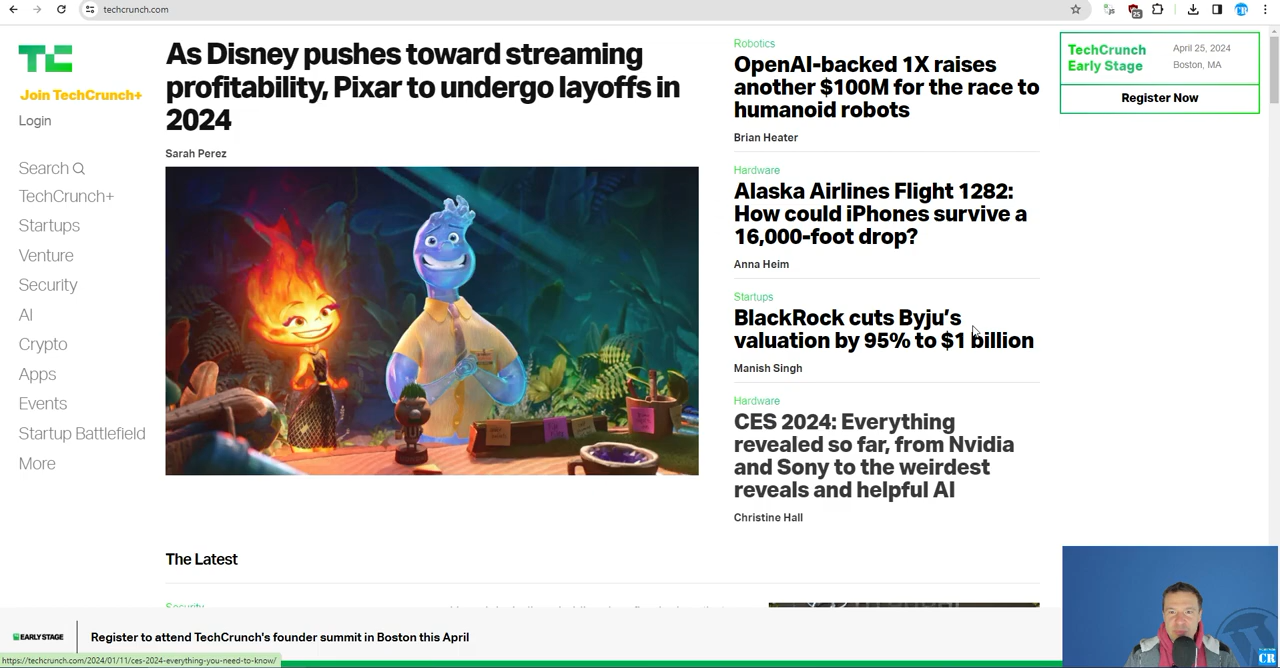 techcrunch.com
25
TC
Join TechCrunch+
Login
Search
TechCrunch+
Startups
Venture
Security
AI
Crypto
Apps
Events
Startup Battlefield
More
As Disney pushes toward streaming
profitability, Pixar to undergo layoffs in
2024
Sarah Perez
Robotics
OpenAI-backed 1X raises
another $100M for the race to
humanoid robots
Brian Heater
Hardware
Alaska Airlines Flight 1282:
How could iPhones survive a
16,000-foot drop?
Anna Heim
Startups
BlackRock cuts Byju's
valuation by 95% to $1 billion
Manish Singh
Hardware
CES 2024: Everything
revealed so far, from Nvidia
and Sony to the weirdest
reveals and helpful AI
Christine Hall
TechCrunch
Early Stage
April 25, 2024
Boston, MA
Register Now
The Latest
Security
EARLY STAGE
Register to attend TechCrunch's founder summit in Boston this April
https://techcrunch.com/2024/01/11/ces-2024-everything-you-need-to-know/
CR